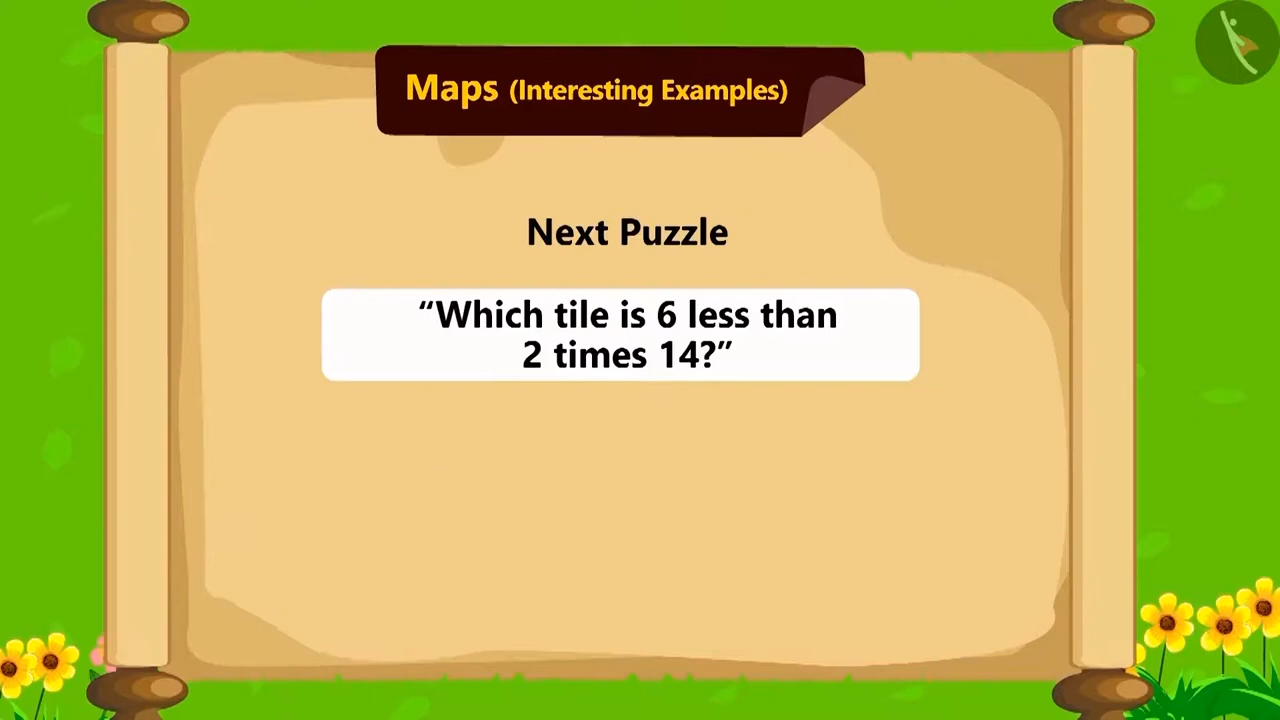 Maps (Interesting Examples)
Next Puzzle
“Which tile is 6 less than
2 times 14?”